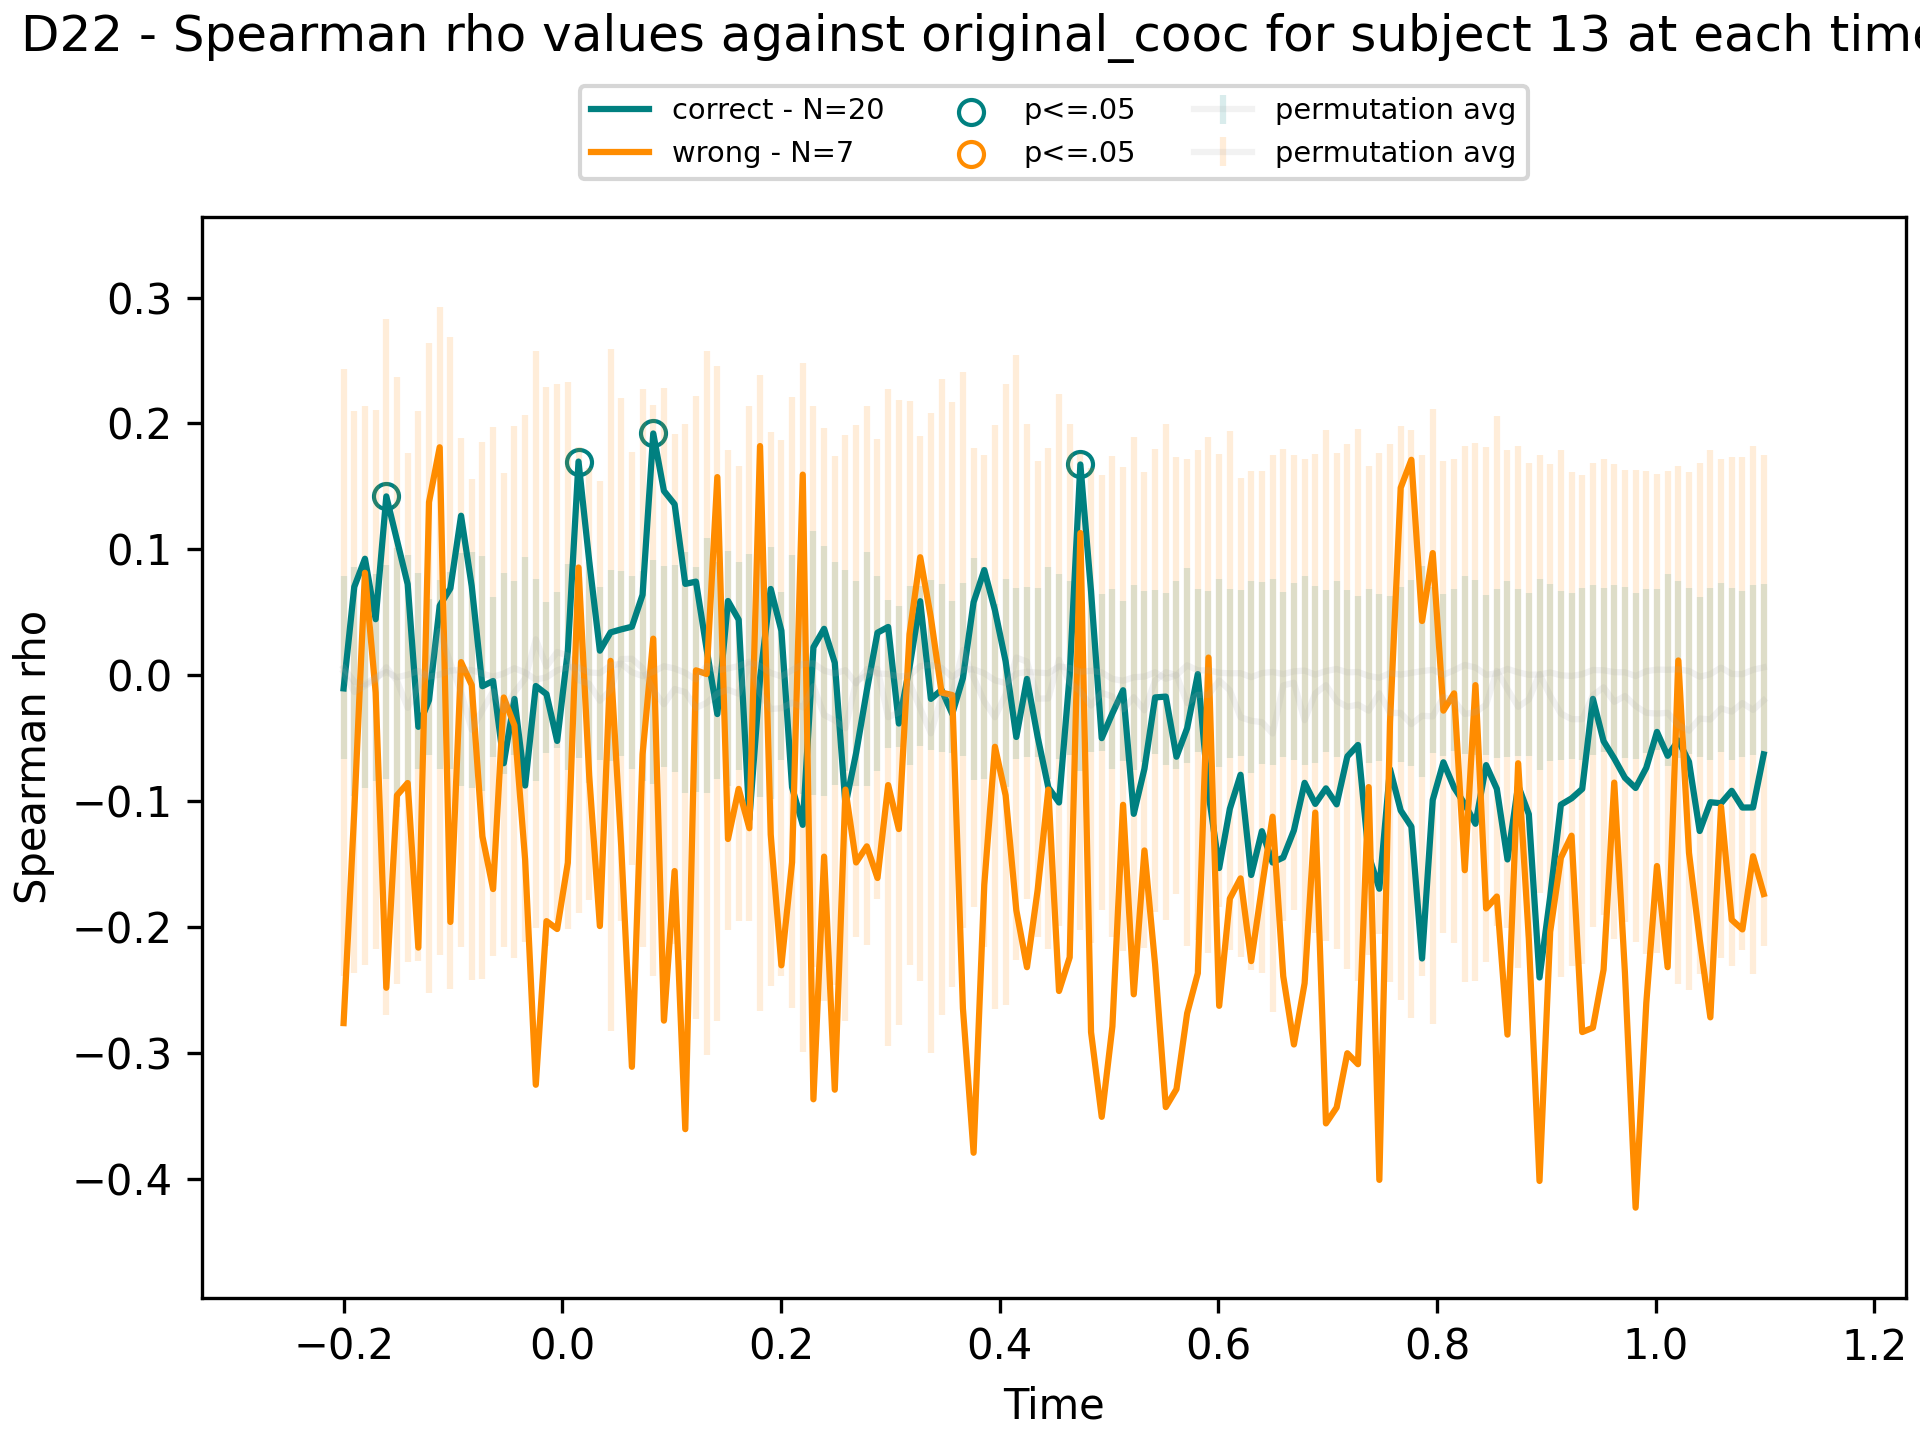 D22 - Spearman rho values against original_cooc for subject 13 at each time
correct - N=20 p<=.05 permutation avg
wrong - N=7 p<=.05 permutation avg
0.3
0.2
0.1
0.0
−0.1
−0.2
−0.3
−0.4
Spearman rho
−0.2 0.0 0.2 0.4 0.6 0.8 1.0 1.2
Time